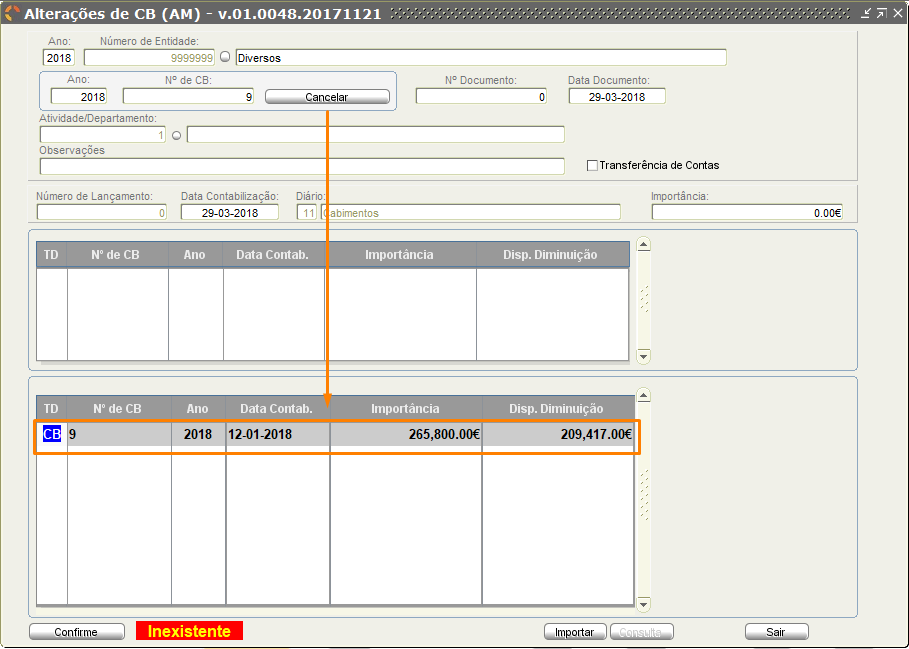 Alterações de CB (AM) - v.01.0048.20171121
Ano: Número de Entidade:
2018 9999999 Diversos
Ano: Nº de CB: Nº Documento: Data Documento:
2018 9 Cancelar 0 29-03-2018
Atividade/Departamento:
1
Observações
Transferência de Contas
Número de Lançamento: Data Contabilização: Diário: Importância:
0 29-03-2018 11 Cabimentos 0.00€
TD Nº de CB Ano Data Contab. Importância Disp. Diminuição
TD Nº de CB Ano Data Contab. Importância Disp. Diminuição
CB 9 2018 12-01-2018 265,800.00€ 209,417.00€
Confirme Inexistente Importar Consulta Sair